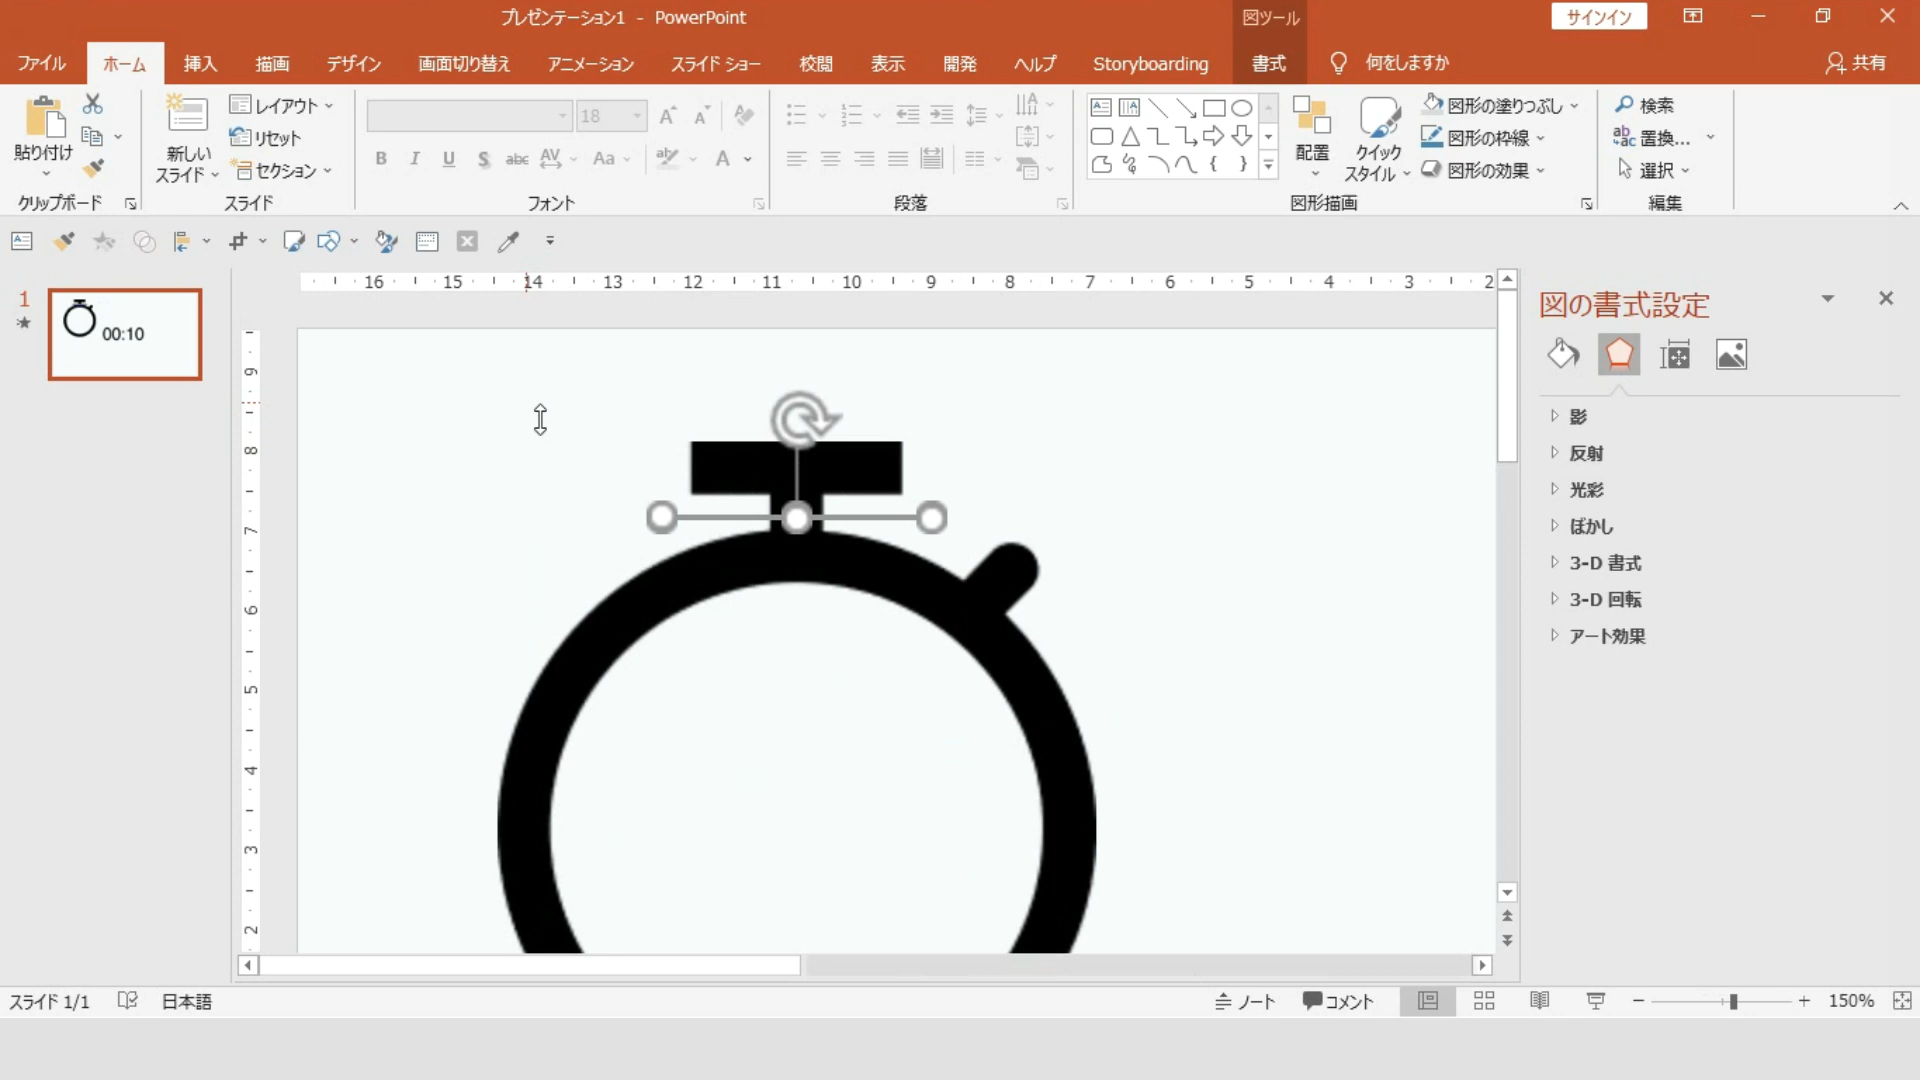 プレゼンテーション1 - PowerPoint
図ツール
サインイン
ファイル ホーム 挿入 描画 デザイン 画面切り替え アニメーション スライド ショー 校閲 表示 開発 ヘルプ Storyboarding 書式 何をしますか 共有
貼り付け
新しい
スライド
レイアウト
リセット
セクション
18
B I U S abc AV Aa A
配置
クイック
スタイル
図形の塗りつぶし
図形の枠線
図形の効果
検索
置換...
選択
クリップボード スライド フォント 段落 図形描画 編集
16 15 14 13 12 11 10 9 8 7 6 5 4 3 2
1
00:10
9
8
7
6
5
4
3
2
図の書式設定
影
反射
光彩
ぼかし
3-D 書式
3-D 回転
アート効果
スライド 1/1 日本語 ノート コメント 150%